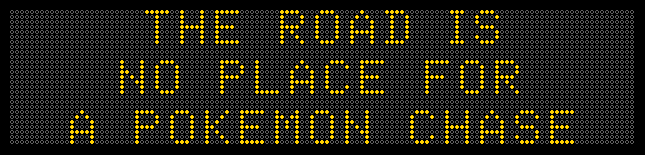 THE ROAD IS
NO PLACE FOR
A POKEMON CHASE